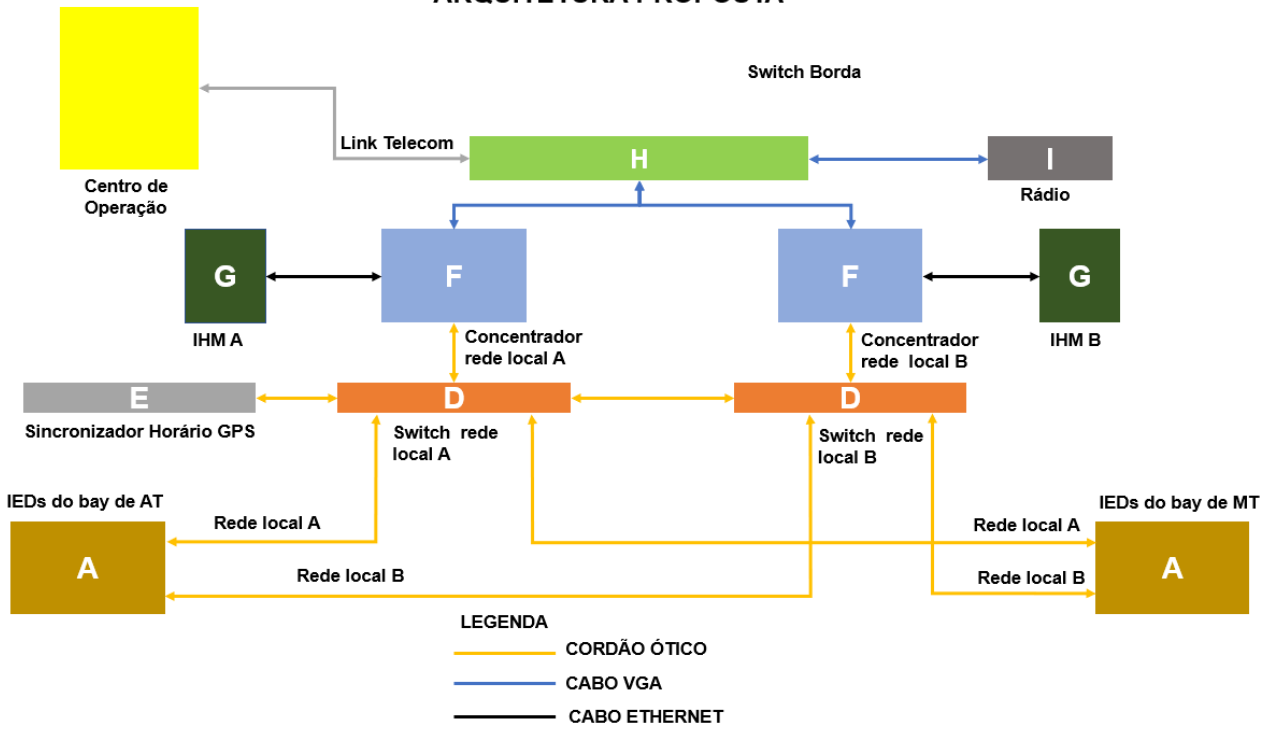 ARQUITETURA PROPOSTA
Switch Borda
Link Telecom
H
I
Rádio
Centro de
Operação
G
F
F
G
IHM A
Concentrador
rede local A
Concentrador
rede local B
IHM B
E
D
D
Sincronizador Horário GPS
Switch rede
local A
Switch rede
local B
IEDs do bay de AT
IEDs do bay de MT
Rede local A
Rede local A
A
A
Rede local B
Rede local B
LEGENDA
CORDÃO ÓTICO
CABO VGA
CABO ETHERNET